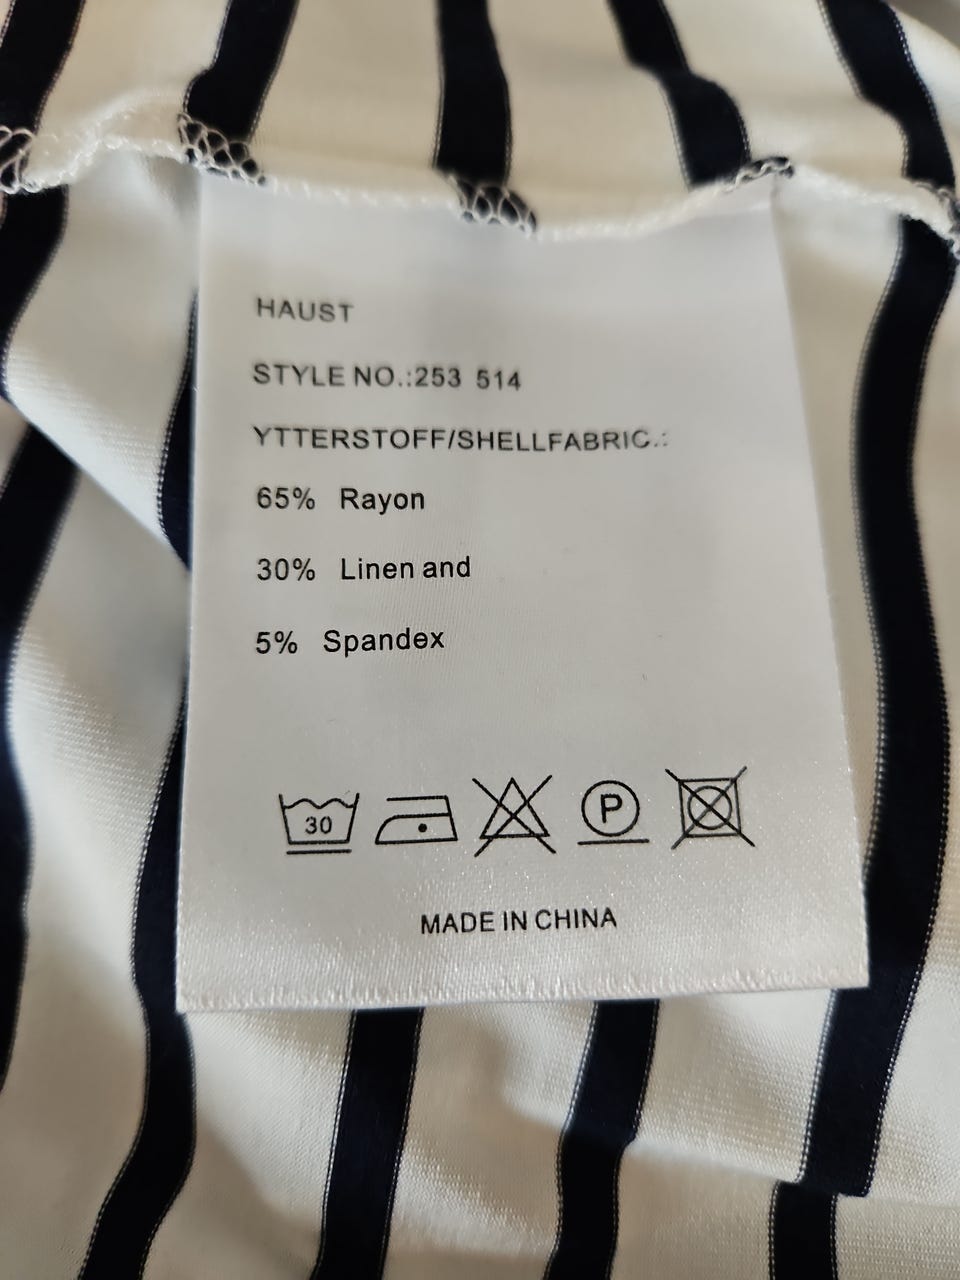 HAUST
STYLE NO.:253 514
YTTERSTOFF/SHELLFABRIC.:
65% Rayon
30% Linen and
5% Spandex
30 P
MADE IN CHINA